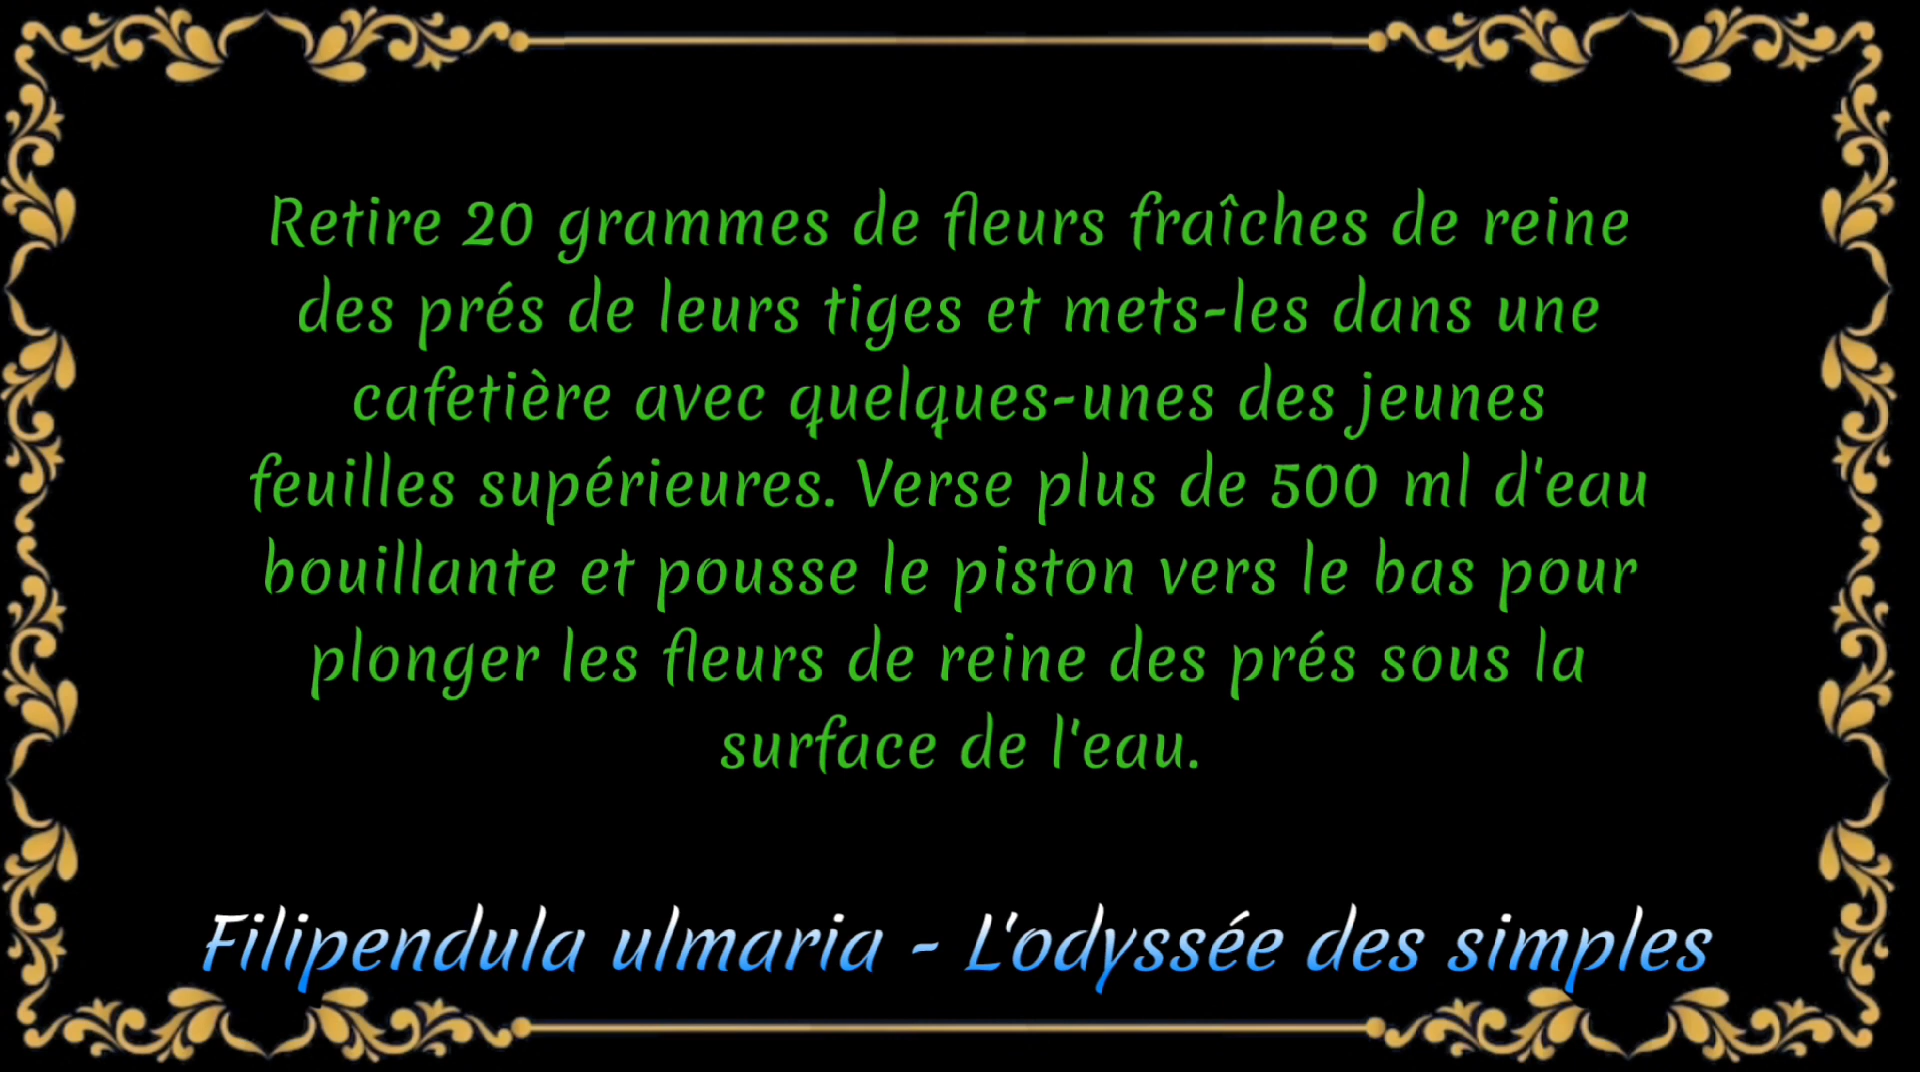 Retire 20 grammes de fleurs fraîches de reine
des prés de leurs tiges et mets-les dans une
cafetière avec quelques-unes des jeunes
feuilles supérieures. Verse plus de 500 ml d'eau
bouillante et pousse le piston vers le bas pour
plonger les fleurs de reine des prés sous la
surface de l'eau.
Filipendula ulmaria - L'odyssée des simples